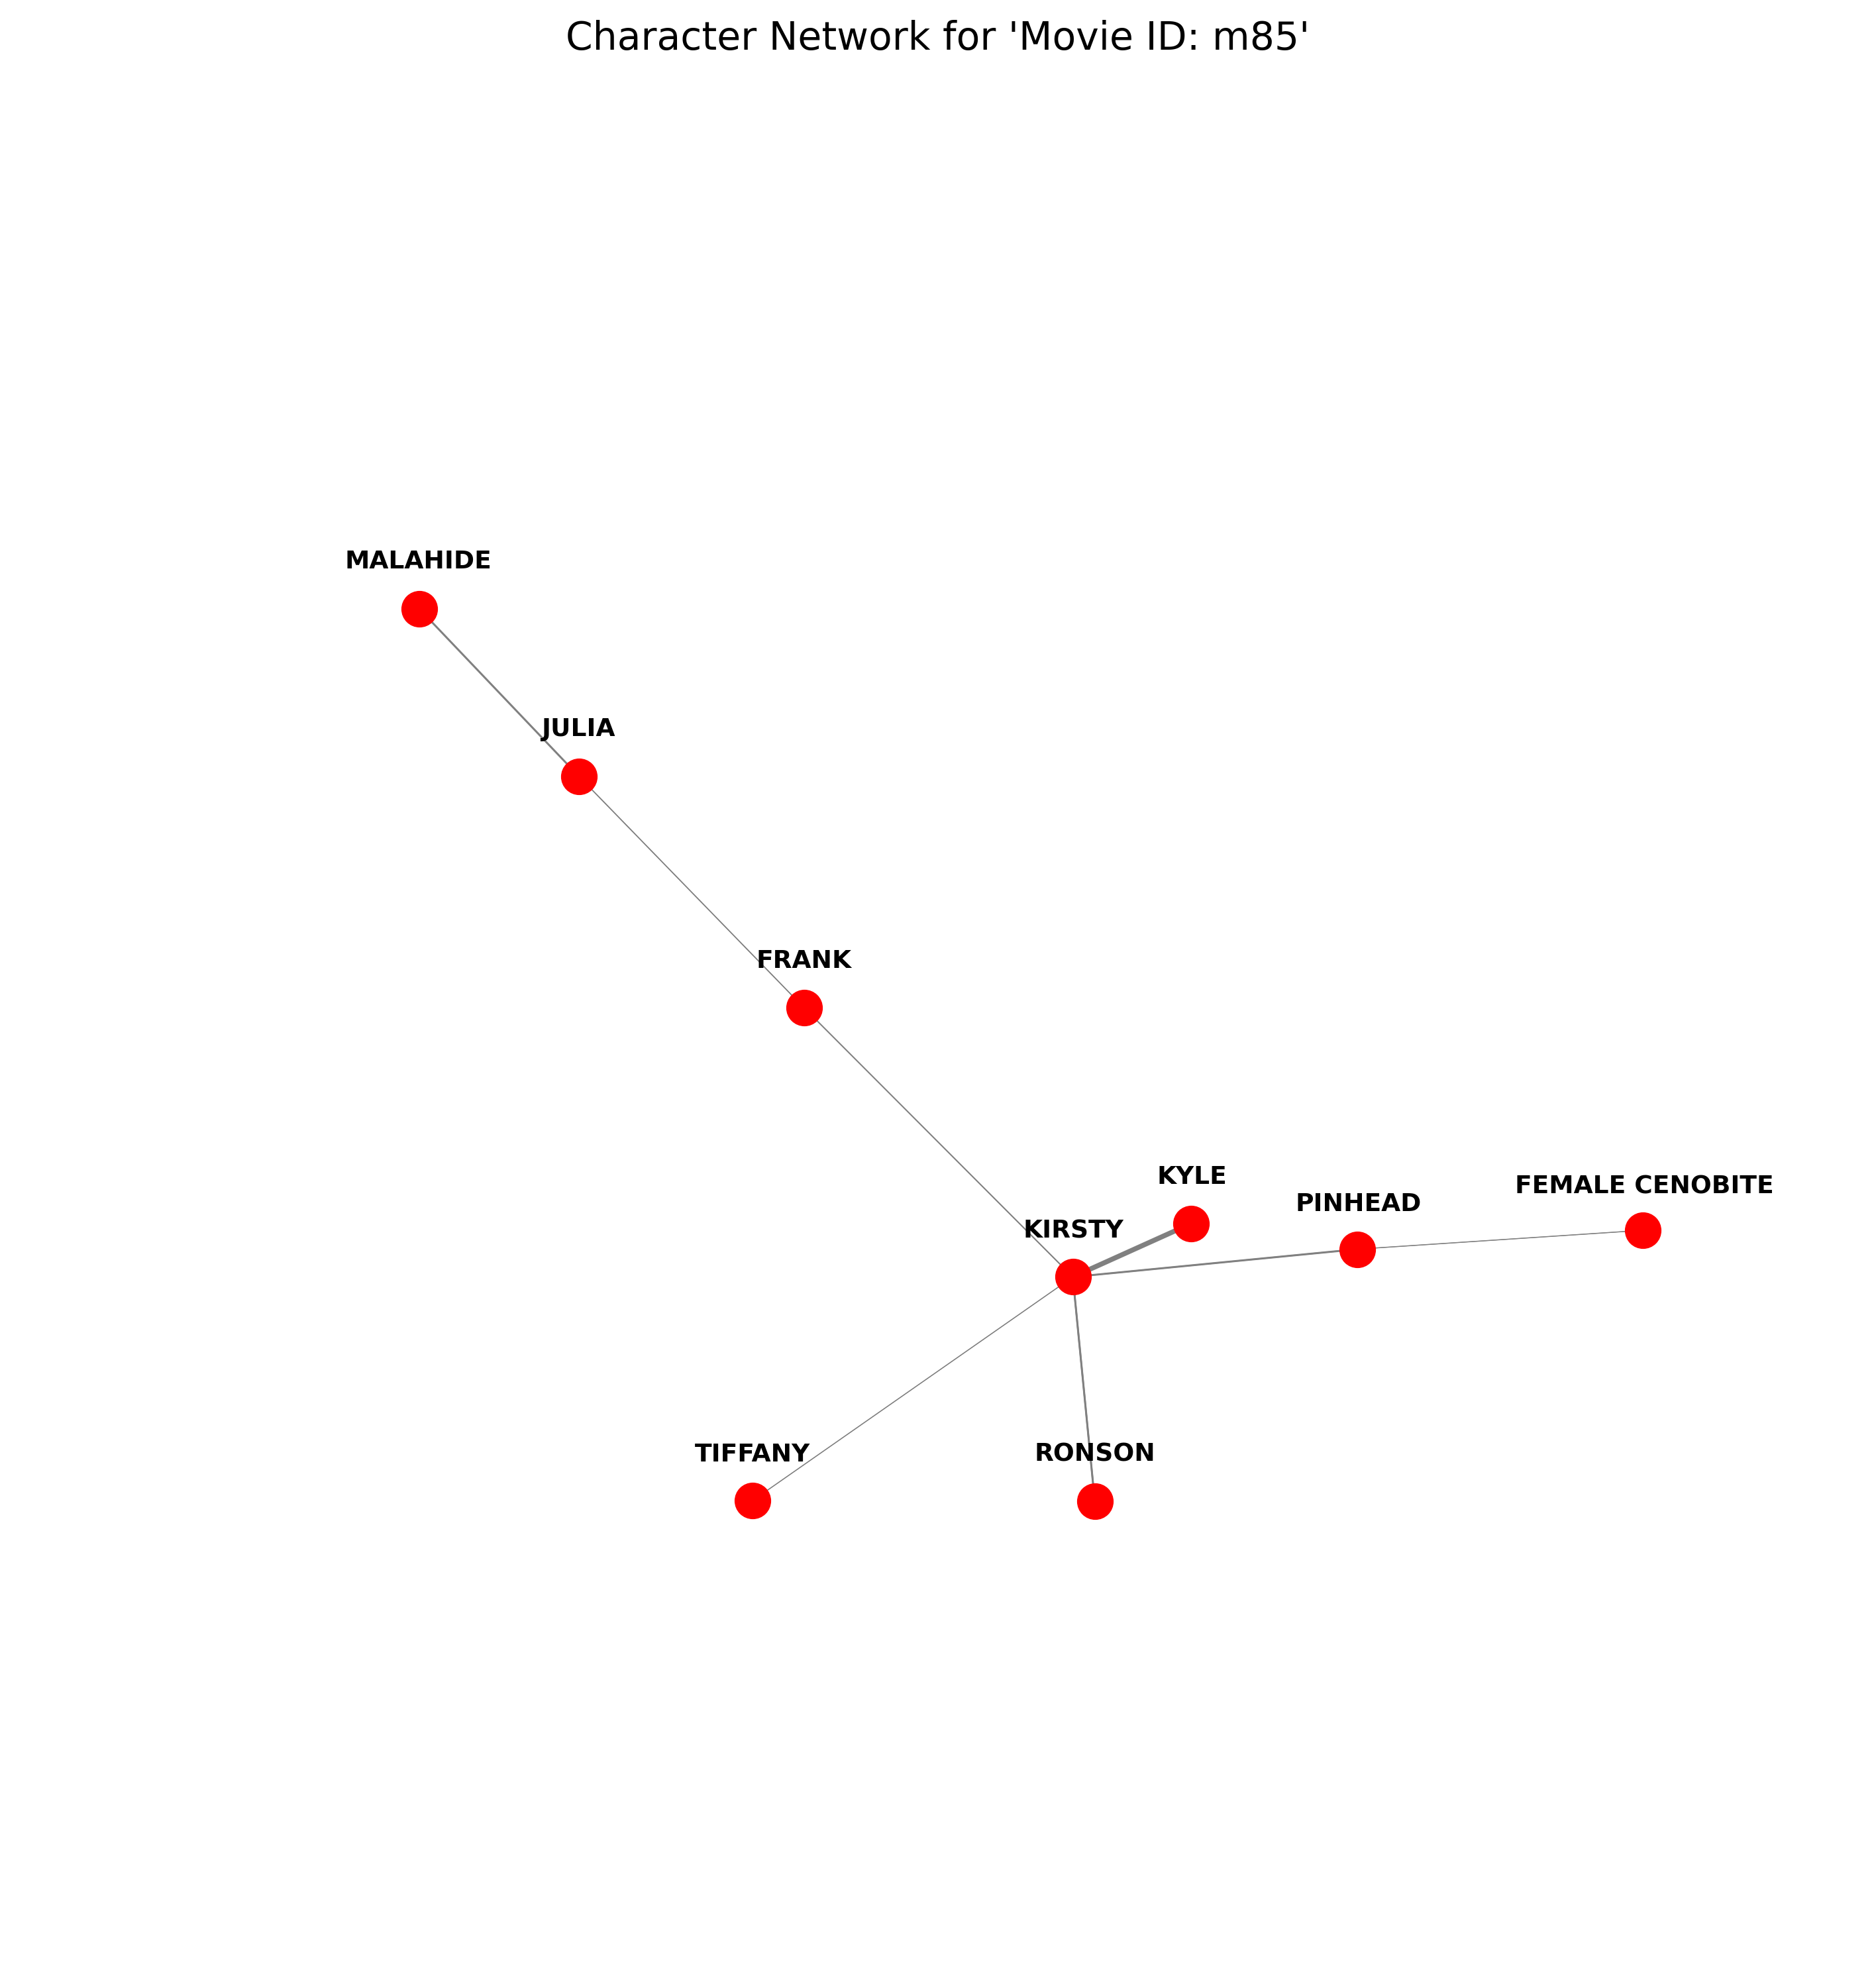 Character Network for 'Movie ID: m85'
MALAHIDE
JULIA
FRANK
KYLE
FEMALE CENOBITE
PINHEAD
KIRSTY
TIFFANY
RONSON